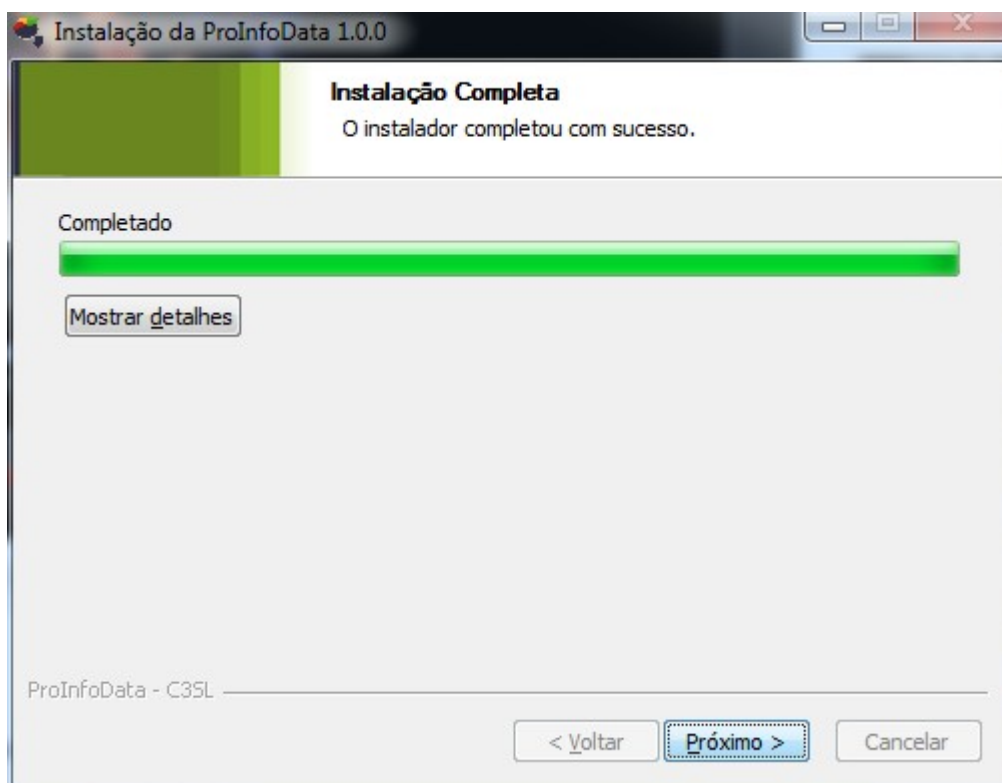 Instalação da ProInfoData 1.0.0
Instalação Completa
O instalador completou com sucesso.
Completado
Mostrar detalhes
ProInfoData - C3SL
< Voltar
Próximo >
Cancelar